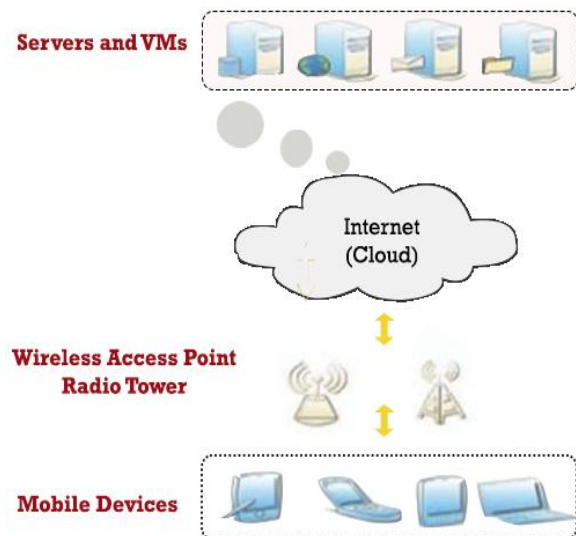 Servers and VMs
Internet
(Cloud)
Wireless Access Point
Radio Tower
Mobile Devices